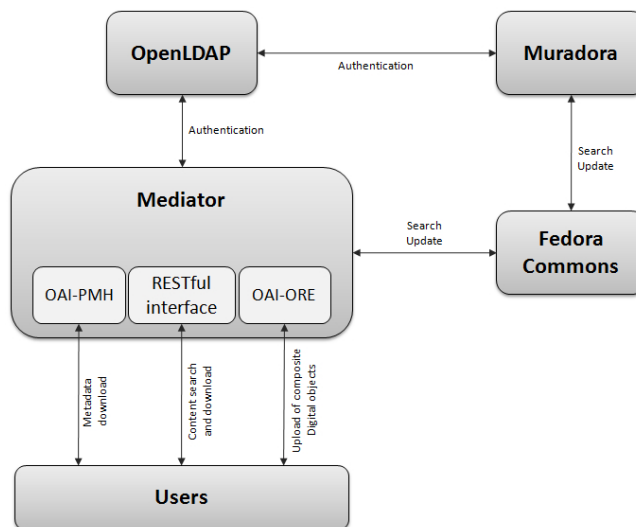 OpenLDAP
Muradora
Authentication
Authentication
Search
Update
Mediator
Search
Update
Fedora
Commons
OAI-PMH
RESTful
interface
OAI-ORE
Metadata
download
Content search
and download
Upload of composite
Digital objects
Users